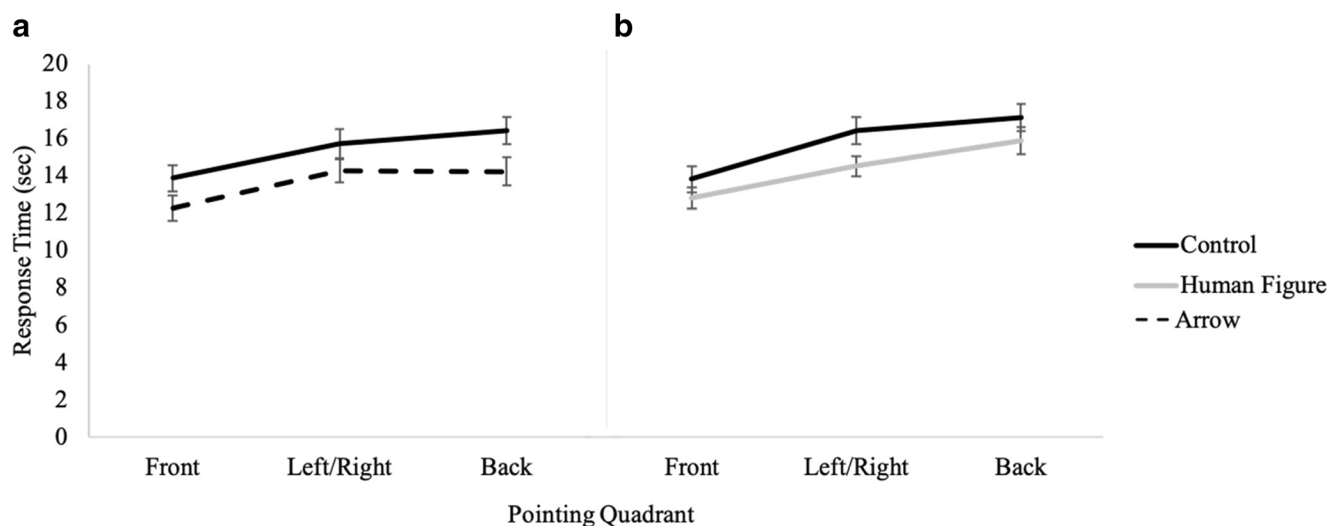 a
b
20
18
16
14
12
10
8
6
4
2
0
Response Time (sec)
Front Left/Right Back
Front Left/Right Back
Pointing Quadrant
Control
Human Figure
Arrow